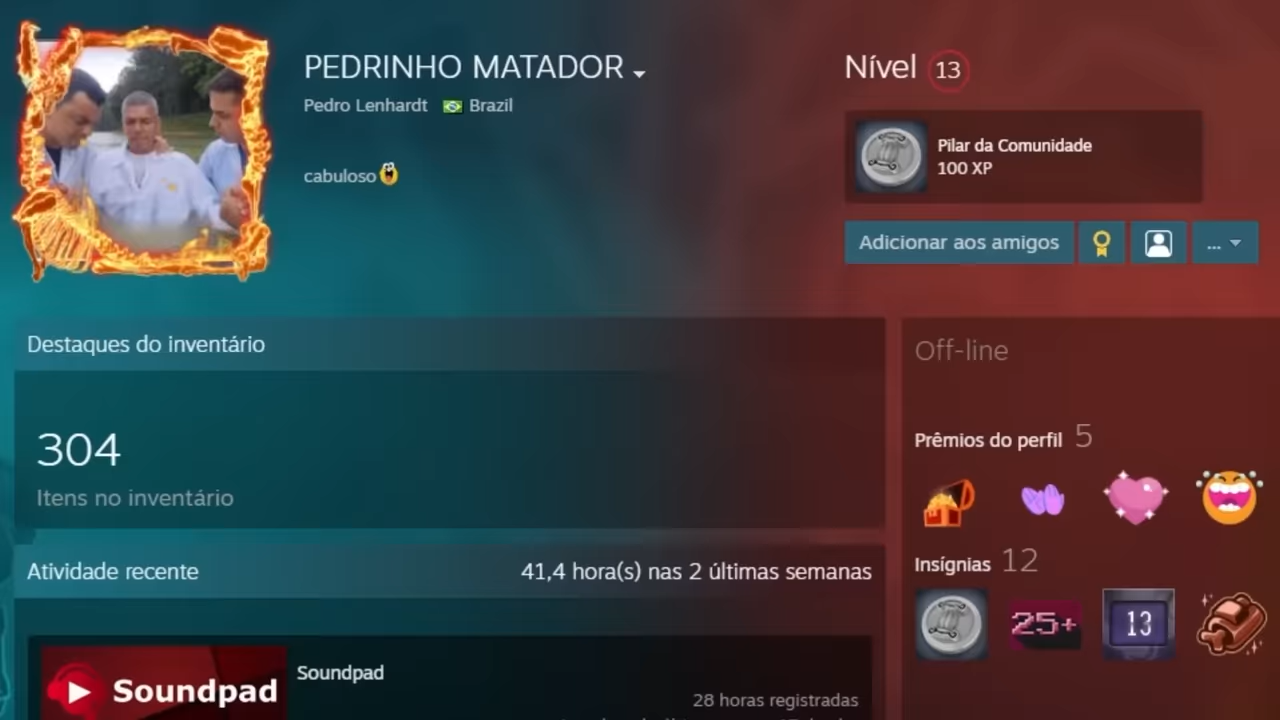 PEDRINHO MATADOR
Pedro Lenhardt Brazil
cabuloso
Nível 13
Pilar da Comunidade
100 XP
Adicionar aos amigos
...
Destaques do inventário
304
Itens no inventário
Atividade recente 41,4 hora(s) nas 2 últimas semanas
Soundpad
Soundpad
28 horas registradas
Off-line
Prêmios do perfil 5
Insígnias 12
25+
13